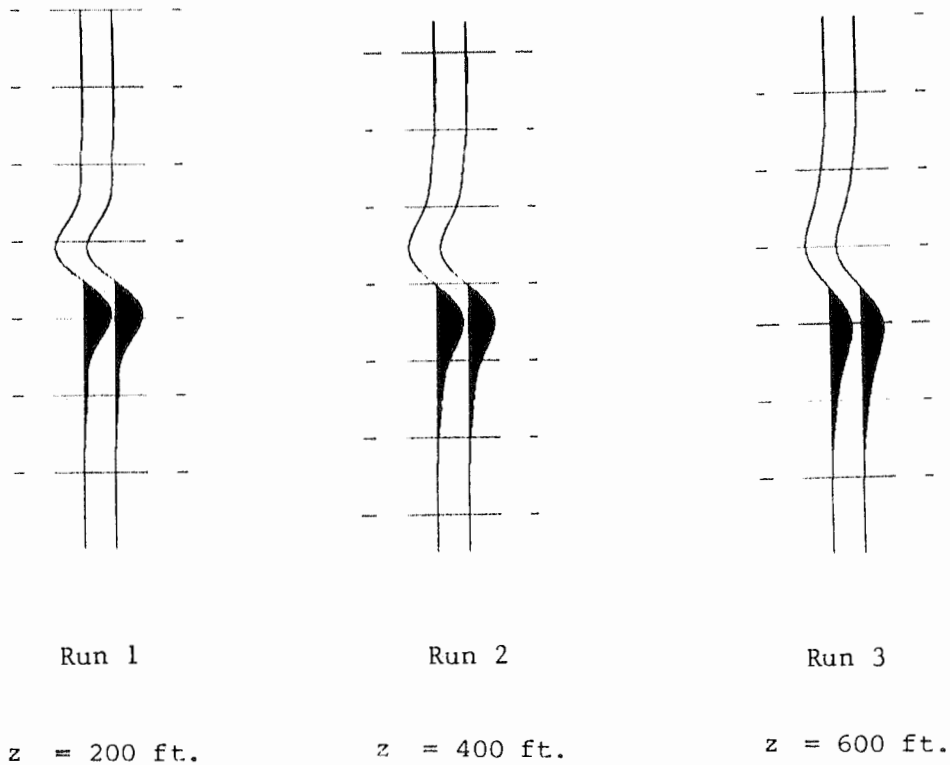 Run 1
Run 2
Run 3
z = 200 ft.
z = 400 ft.
z = 600 ft.